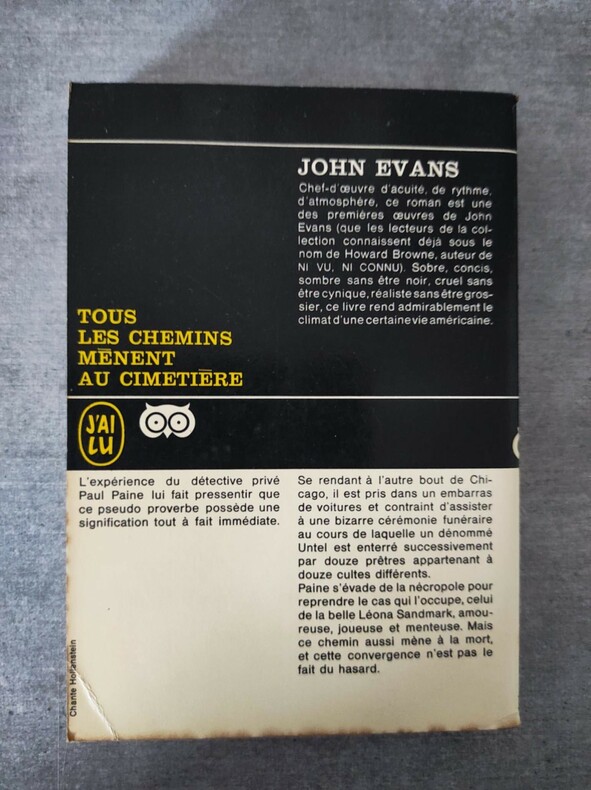 JOHN EVANS
Chef-d'œuvre d'acuité, de rythme,
d'atmosphère, ce roman est une
des premières œuvres de John
Evans (que les lecteurs de la col-
lection connaissent déjà sous le
nom de Howard Browne, auteur de
NI VU, NI CONNU). Sobre, concis,
sombre sans être noir, cruel sans
être cynique, réaliste sans être gros-
sier, ce livre rend admirablement le
climat d'une certaine vie américaine.
TOUS
LES CHEMINS
MÈNENT
AU CIMETIÈRE
J'AI
LU
L'expérience du détective privé
Paul Paine lui fait pressentir que
ce pseudo proverbe possède une
signification tout à fait immédiate.
Se rendant à l'autre bout de Chi-
cago, il est pris dans un embarras
de voitures et contraint d'assister
à une bizarre cérémonie funéraire
au cours de laquelle un dénommé
Untel est enterré successivement
par douze prêtres appartenant à
douze cultes différents.
Paine s'évade de la nécropole pour
reprendre le cas qui l'occupe, celui
de la belle Léona Sandmark, amou-
reuse, joueuse et menteuse. Mais
ce chemin aussi mène à la mort,
et cette convergence n'est pas le
fait du hasard.
Chante